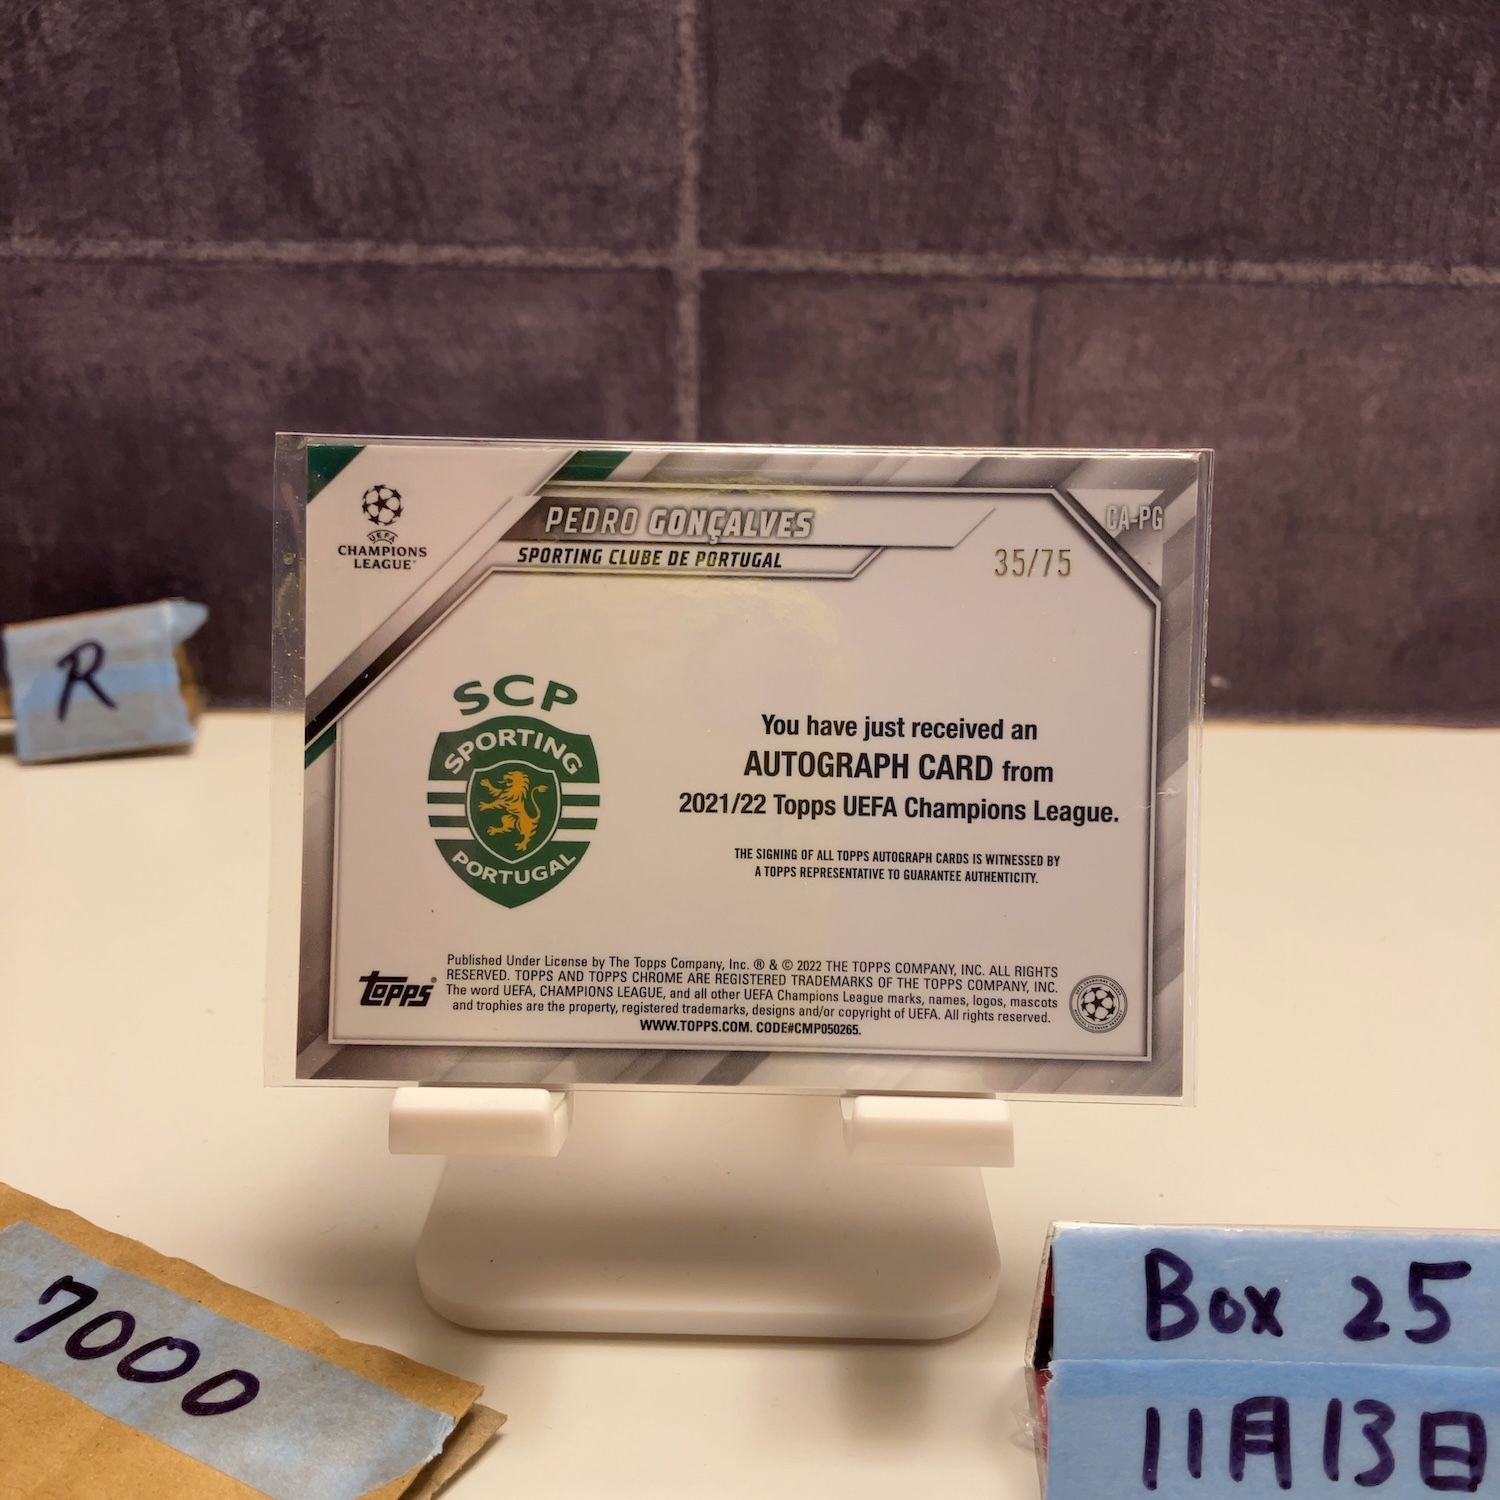 UEFA
CHAMPIONS
LEAGUE®
PEDRO GONÇALVES
SPORTING CLUBE DE PORTUGAL
CA-PG
35/75
R
SCP
SPORTING
PORTUGAL
You have just received an
AUTOGRAPH CARD from
2021/22 Topps UEFA Champions League.
THE SIGNING OF ALL TOPPS AUTOGRAPH CARDS IS WITNESSED BY
A TOPPS REPRESENTATIVE TO GUARANTEE AUTHENTICITY.
Topps®
Published Under License by The Topps Company, Inc. ® & © 2022 THE TOPPS COMPANY, INC. ALL RIGHTS
RESERVED. TOPPS AND TOPPS CHROME ARE REGISTERED TRADEMARKS OF THE TOPPS COMPANY, INC.
The word UEFA, CHAMPIONS LEAGUE, and all other UEFA Champions League marks, names, logos, mascots
and trophies are the property, registered trademarks, designs and/or copyright of UEFA. All rights reserved.
WWW.TOPPS.COM. CODE#CMP050265.
7000
Box 25
11月13日